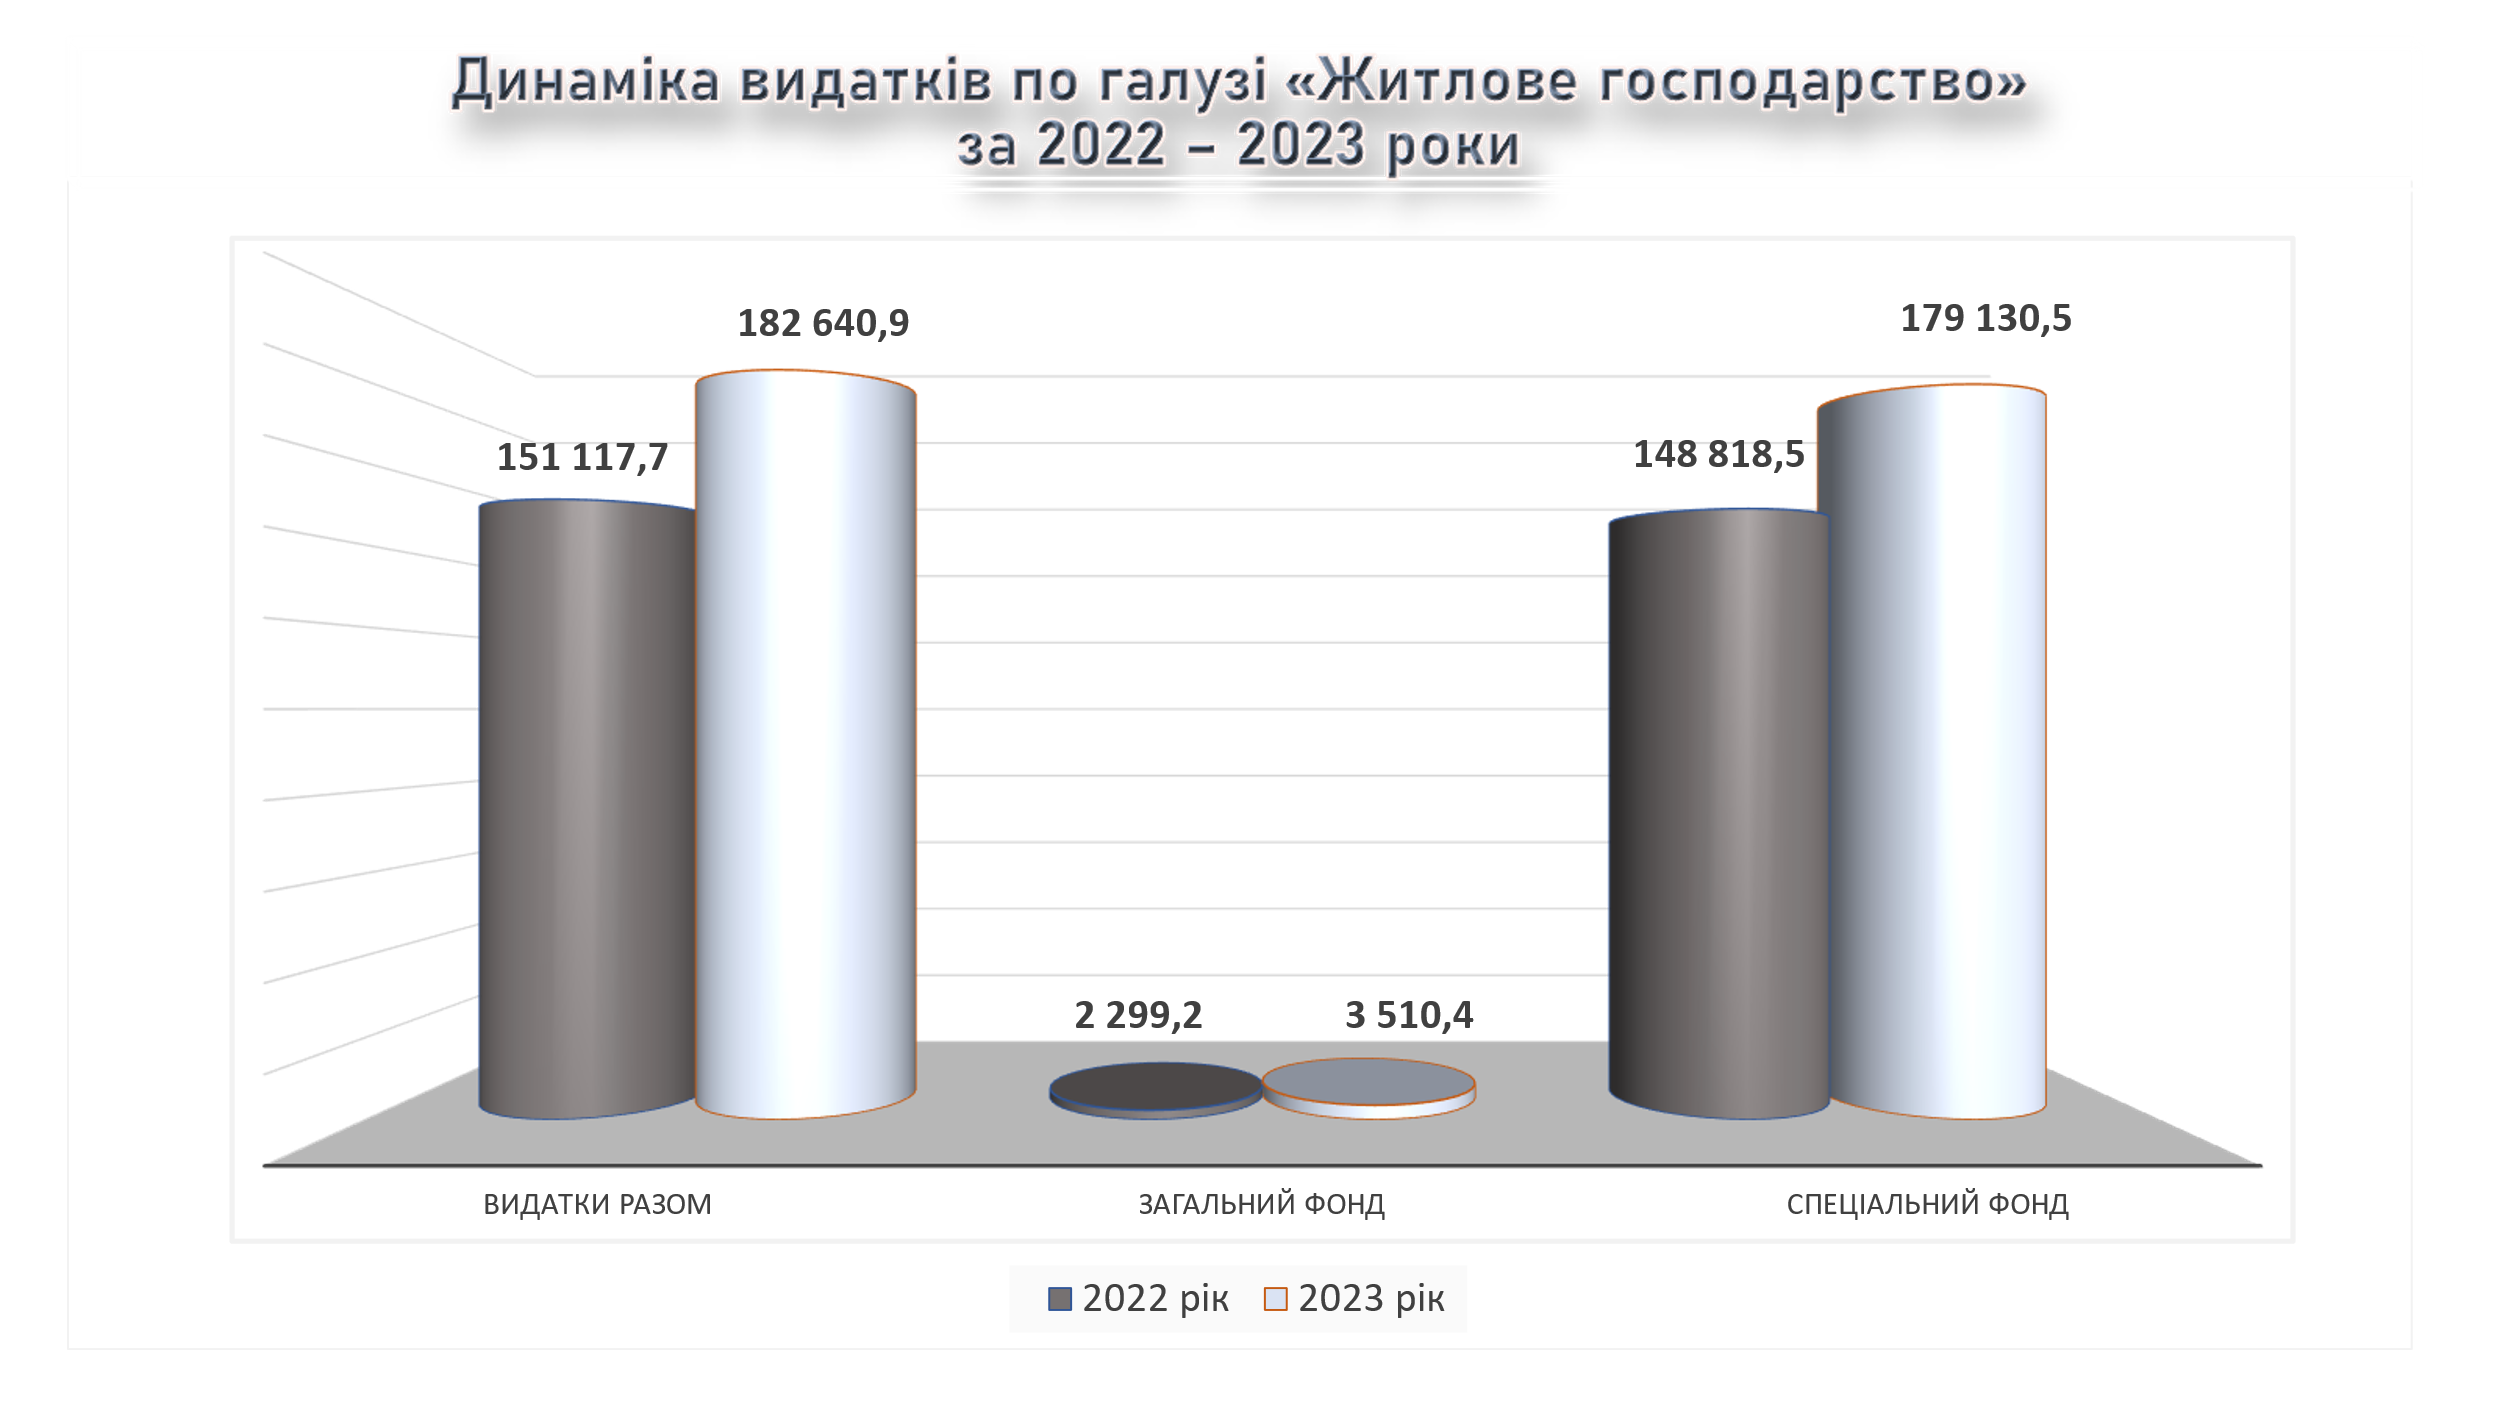 Динаміка видатків по галузі «Житлове господарство»
за 2022 – 2023 роки
182 640,9
179 130,5
151 117,7
148 818,5
2 299,2
3 510,4
ВИДАТКИ РАЗОМ
ЗАГАЛЬНИЙ ФОНД
СПЕЦІАЛЬНИЙ ФОНД
2022 рік
2023 рік